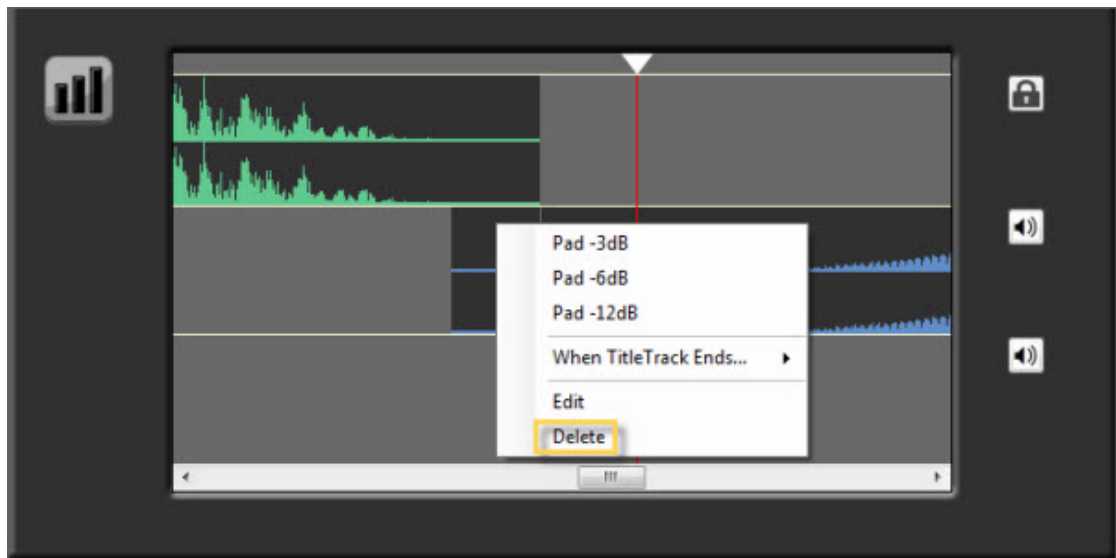 Pad -3dB
Pad -6dB
Pad -12dB
When TitleTrack Ends...
Edit
Delete